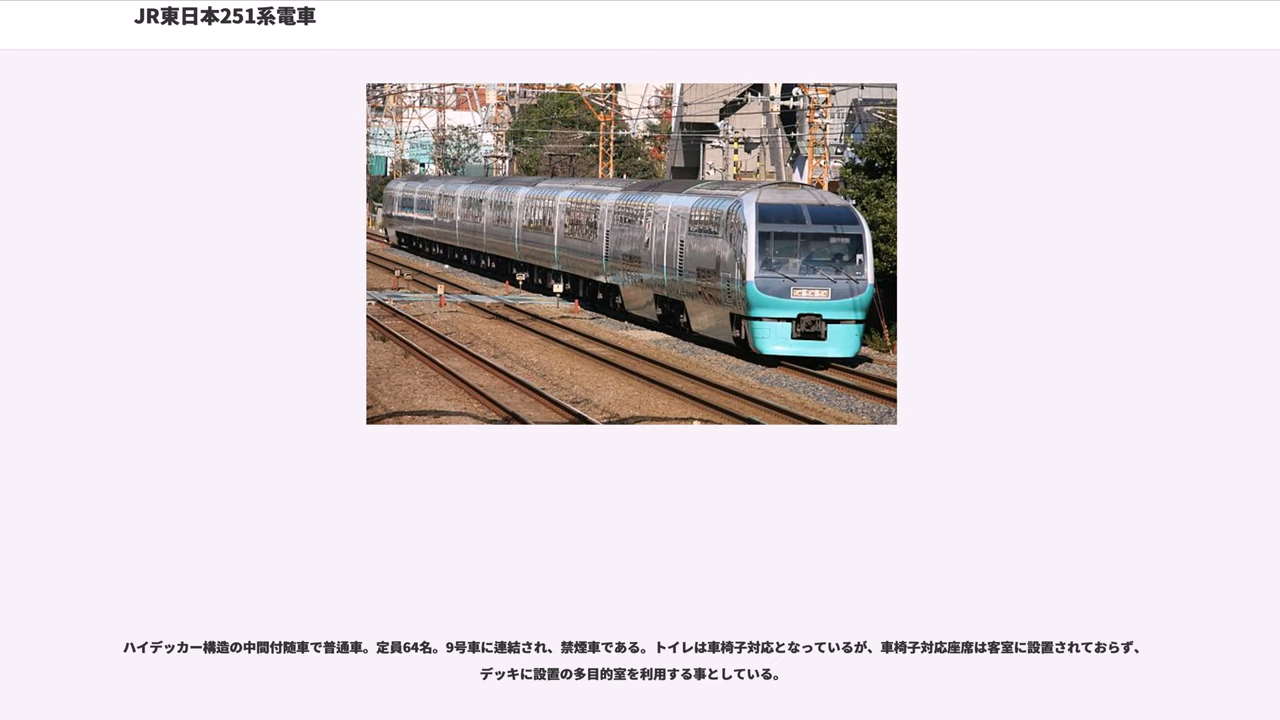 JR東日本251系電車
ハイデッカー構造の中間付随車で普通車。定員64名。9号車に連結され、禁煙車である。トイレは車椅子対応となっているが、車椅子対応座席は客室に設置されておらず、
デッキに設置の多目的室を利用する事としている。